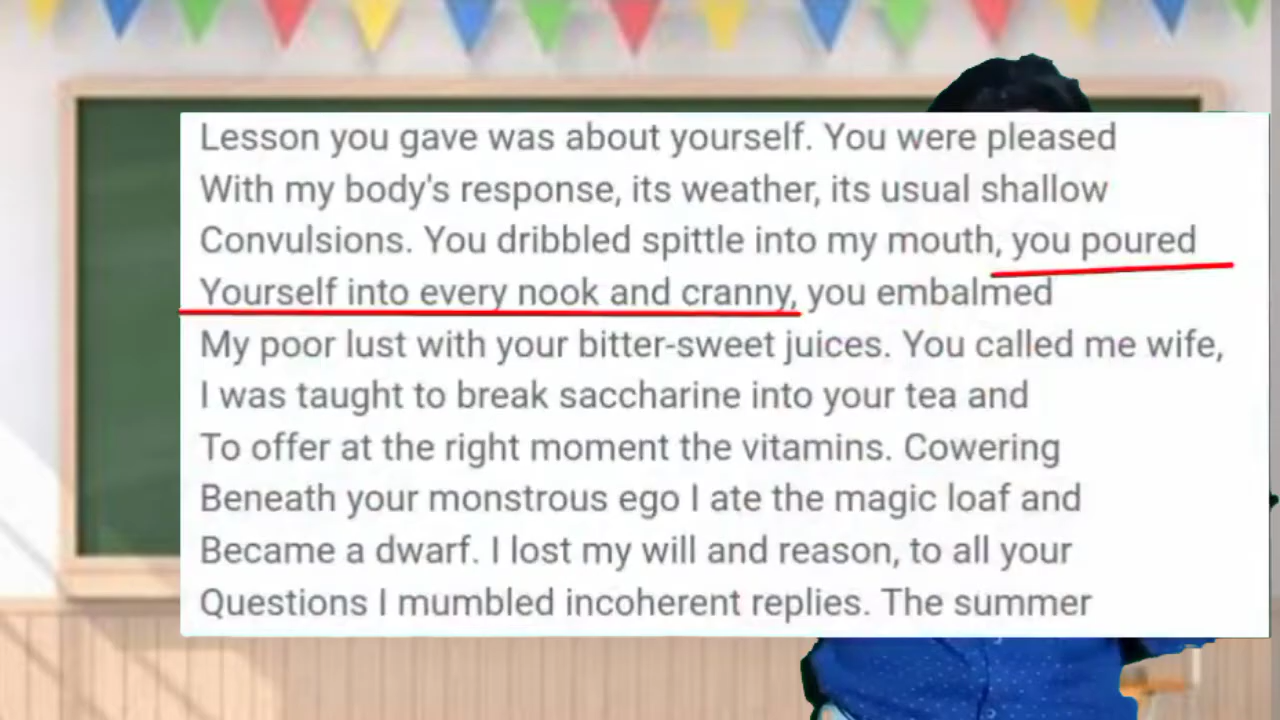 Lesson you gave was about yourself. You were pleased
With my body's response, its weather, its usual shallow
Convulsions. You dribbled spittle into my mouth, you poured
Yourself into every nook and cranny, you embalmed
My poor lust with your bitter-sweet juices. You called me wife,
I was taught to break saccharine into your tea and
To offer at the right moment the vitamins. Cowering
Beneath your monstrous ego I ate the magic loaf and
Became a dwarf. I lost my will and reason, to all your
Questions I mumbled incoherent replies. The summer